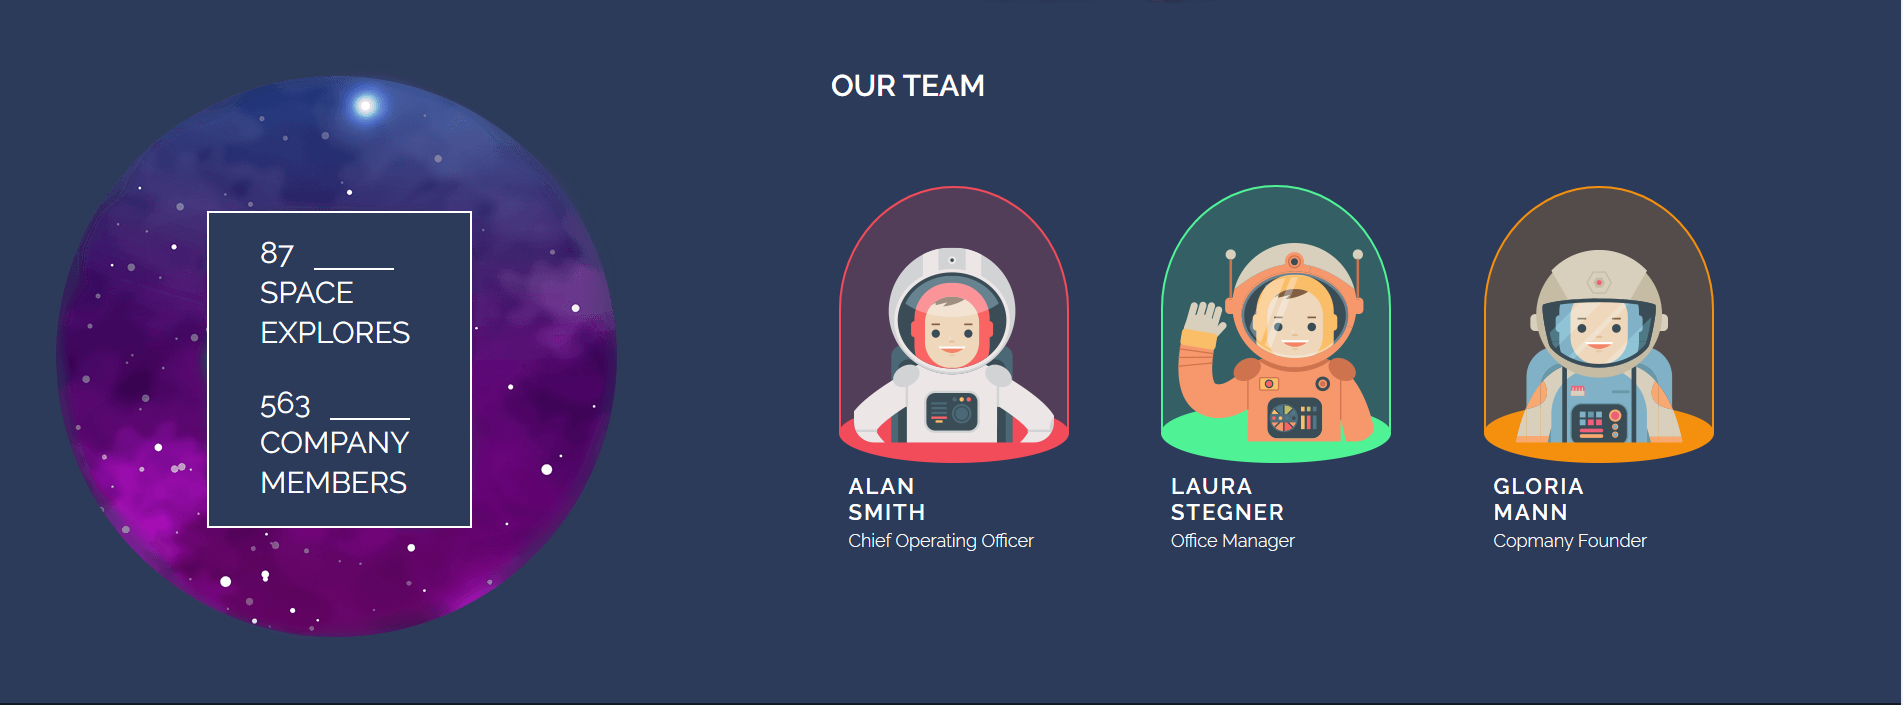 87
SPACE
EXPLORES
563
COMPANY
MEMBERS
OUR TEAM
ALAN
SMITH
Chief Operating Officer
LAURA
STEGNER
Office Manager
GLORIA
MANN
Copmany Founder